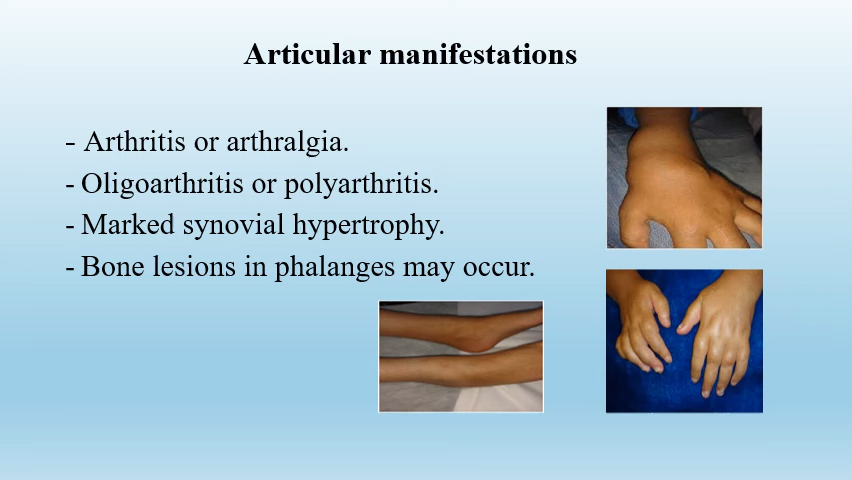 Articular manifestations
- Arthritis or arthralgia.
- Oligoarthritis or polyarthritis.
- Marked synovial hypertrophy.
- Bone lesions in phalanges may occur.